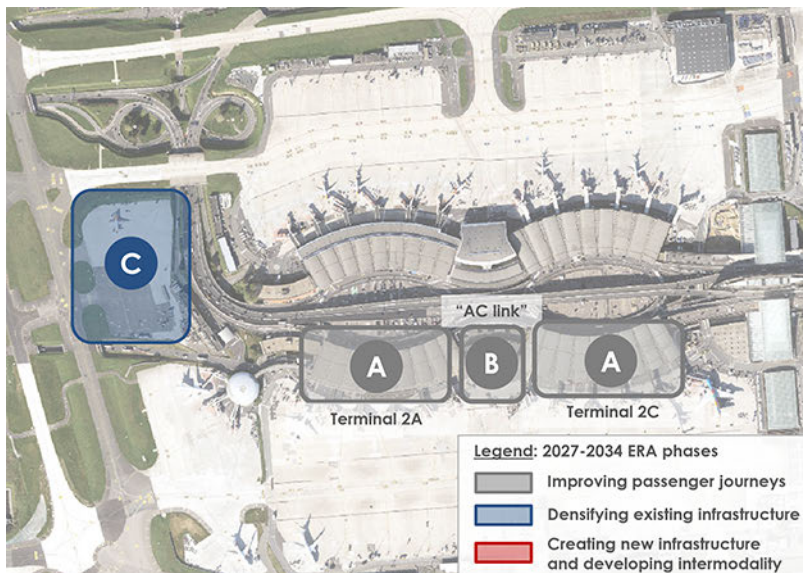 C
"AC link"
A
B
A
Terminal 2A
Terminal 2C
Legend: 2027-2034 ERA phases
Improving passenger journeys
Densifying existing infrastructure
Creating new infrastructure
and developing intermodality